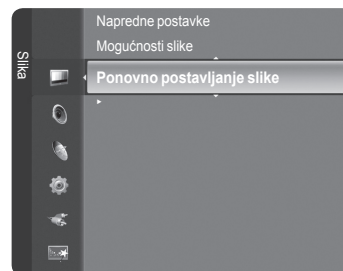 Slika
Napredne postavke
Mogućnosti slike
Ponovno postavljanje slike